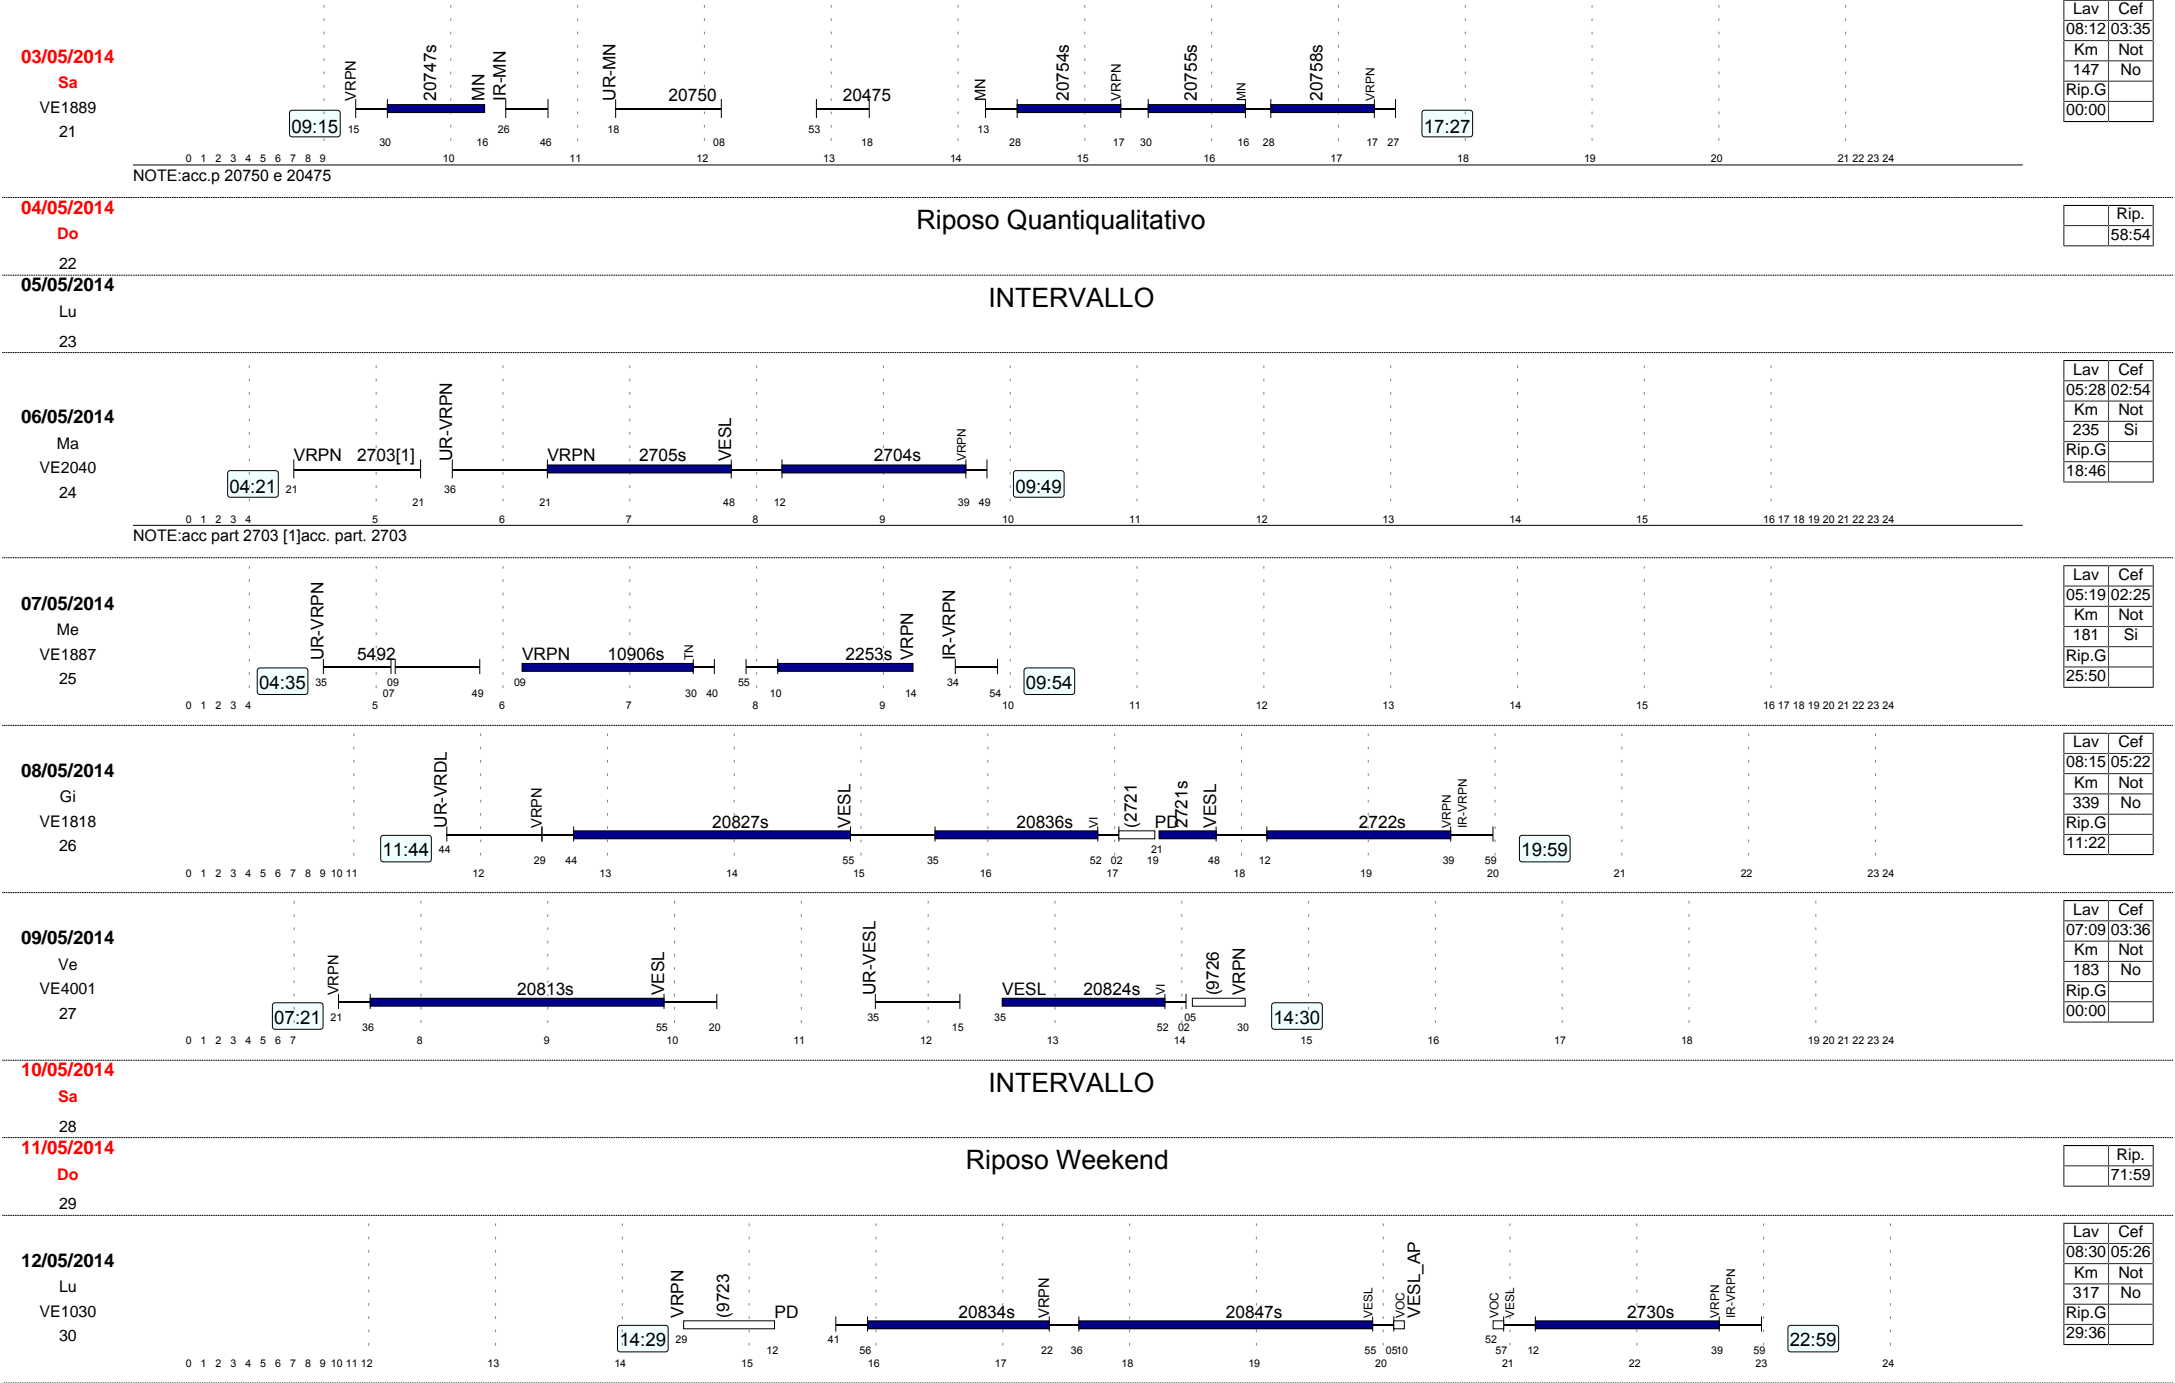 03/05/2014
Sa
VE1889
21
09:15
VRPN
20747s
MN
IR-MN
UR-MN
20750
20475
MN
20754s
VRPN
20755s
MN
20758s
VRPN
17:27
15 30 16 26 46 18 08 53 18 13 28 17 30 16 28 17 27
0 1 2 3 4 5 6 7 8 9 10 11 12 13 14 15 16 17 18 19 20 21 22 23 24
NOTE:acc.p 20750 e 20475
Lav Cef
08:12 03:35
Km Not
147 No
Rip.G
00:00
04/05/2014
Do
22
Riposo Quantiqualitativo
Rip.
58:54
05/05/2014
Lu
23
INTERVALLO
06/05/2014
Ma
VE2040
24
04:21
VRPN 2703[1]
UR-VRPN
VRPN 2705s
VESL
2704s
VRPN
09:49
21 21 36 21 48 12 39 49
0 1 2 3 4 5 6 7 8 9 10 11 12 13 14 15 16 17 18 19 20 21 22 23 24
NOTE:acc part 2703 [1]acc. part. 2703
Lav Cef
05:28 02:54
Km Not
235 Si
Rip.G
18:46
07/05/2014
Me
VE1887
25
04:35
UR-VRPN
5492
VRPN 10906s
TN
2253s
VRPN
IR-VRPN
09:54
35 09 07 49 09 30 40 55 10 14 34 54
0 1 2 3 4 5 6 7 8 9 10 11 12 13 14 15 16 17 18 19 20 21 22 23 24
Lav Cef
05:19 02:25
Km Not
181 Si
Rip.G
25:50
08/05/2014
Gi
VE1818
26
11:44
UR-VRDL
VRPN
20827s
VESL
20836s
VI
(2721
PD
2721s
VESL
2722s
VRPN
IR-VRPN
19:59
44 29 44 55 35 52 02 19 21 48 12 39 59
0 1 2 3 4 5 6 7 8 9 10 11 12 13 14 15 16 17 18 19 20 21 22 23 24
Lav Cef
08:15 05:22
Km Not
339 No
Rip.G
11:22
09/05/2014
Ve
VE4001
27
07:21
VRPN
20813s
VESL
UR-VESL
VESL 20824s
VI
(9726
VRPN
14:30
21 36 55 20 35 15 35 52 02 05 30
0 1 2 3 4 5 6 7 8 9 10 11 12 13 14 15 16 17 18 19 20 21 22 23 24
Lav Cef
07:09 03:36
Km Not
183 No
Rip.G
00:00
10/05/2014
Sa
28
INTERVALLO
11/05/2014
Do
29
Riposo Weekend
Rip.
71:59
12/05/2014
Lu
VE1030
30
14:29
VRPN
(9723
PD
20834s
VRPN
20847s
VESL
VOC
VESL_AP
VOC
VESL
2730s
VRPN
IR-VRPN
22:59
29 12 41 56 22 36 55 05 10 52 57 12 39 59
0 1 2 3 4 5 6 7 8 9 10 11 12 13 14 15 16 17 18 19 20 21 22 23 24
Lav Cef
08:30 05:26
Km Not
317 No
Rip.G
29:36